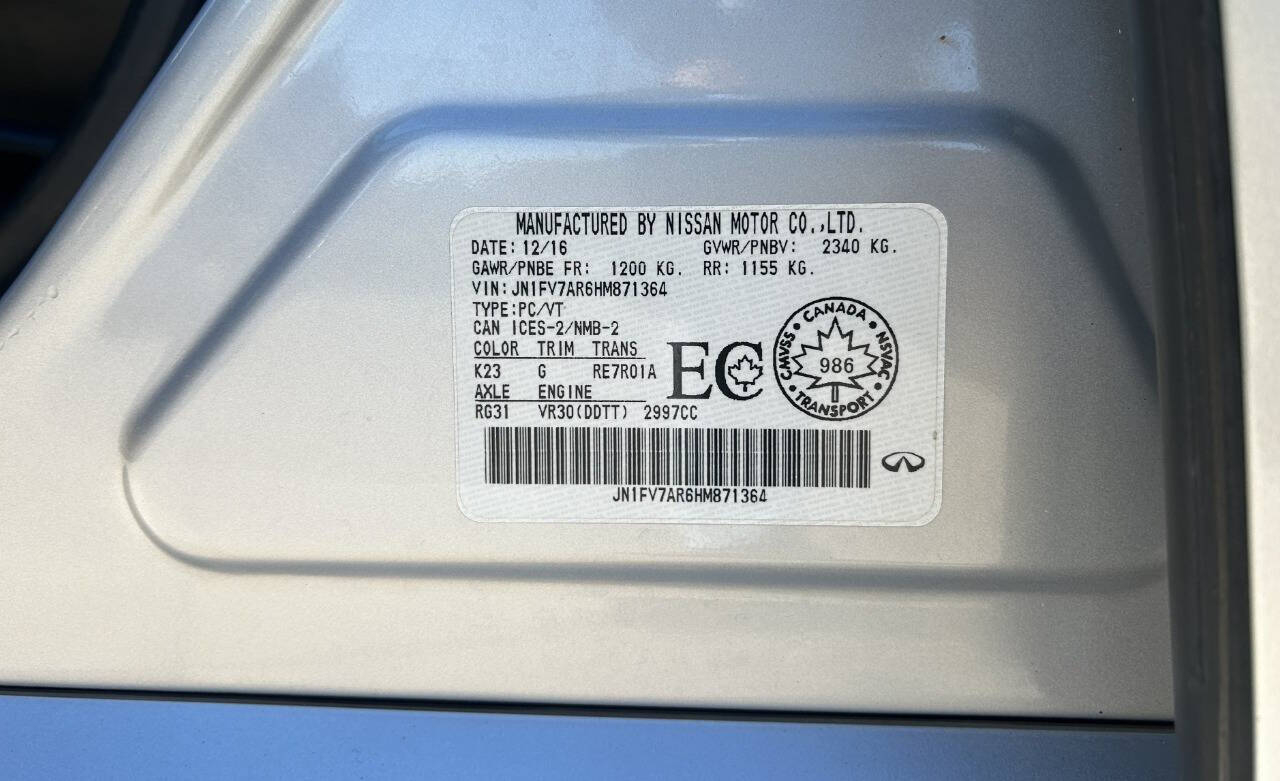 MANUFACTURED BY NISSAN MOTOR CO.,LTD.
DATE: 12/16 GVWR/PNBV: 2340 KG.
GAWR/PNBE FR: 1200 KG. RR: 1155 KG.
VIN: JN1FV7AR6HM871364
TYPE:PC/VT
CAN ICES-2/NMB-2
COLOR TRIM TRANS
K23 G RE7R01A
AXLE ENGINE
RG31 VR30(DDTT) 2997CC
EC
CANADA
CMVSS 986 NSVAC
TRANSPORT
JN1FV7AR6HM871364